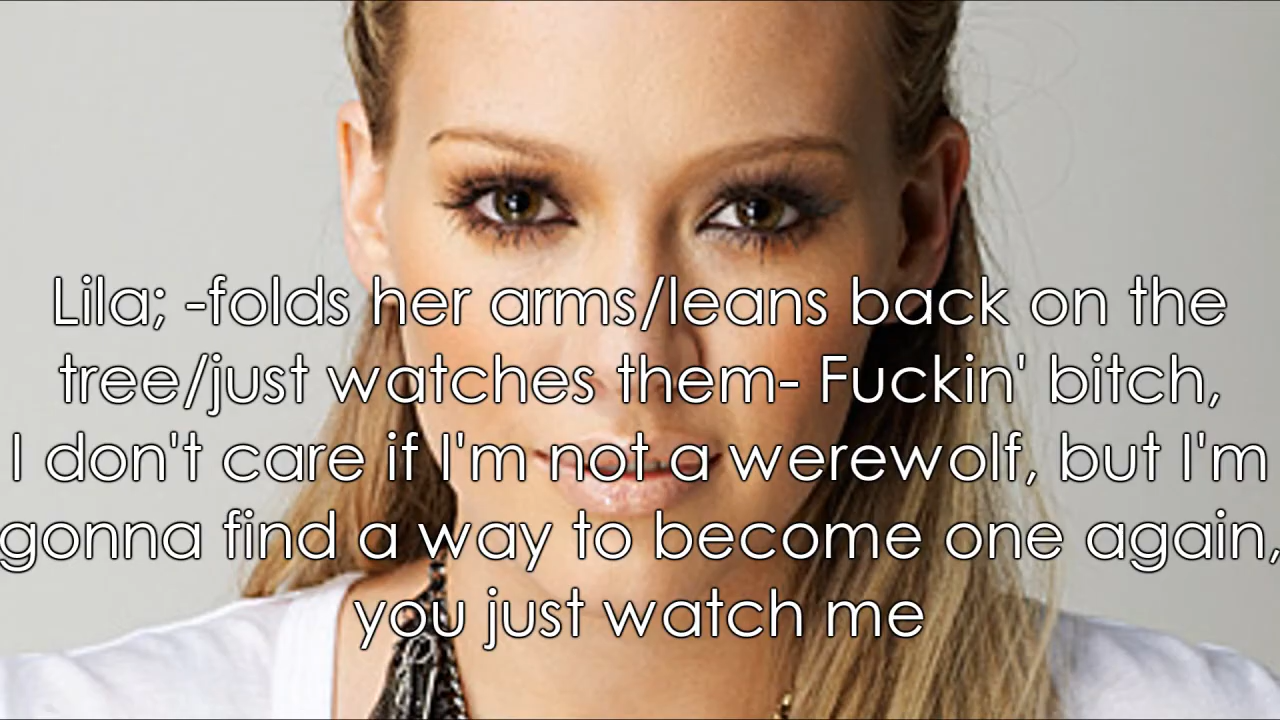 Lila; -folds her arms/leans back on the
tree/just watches them- Fuckin' bitch,
I don't care if I'm not a werewolf, but I'm
gonna find a way to become one again,
you just watch me